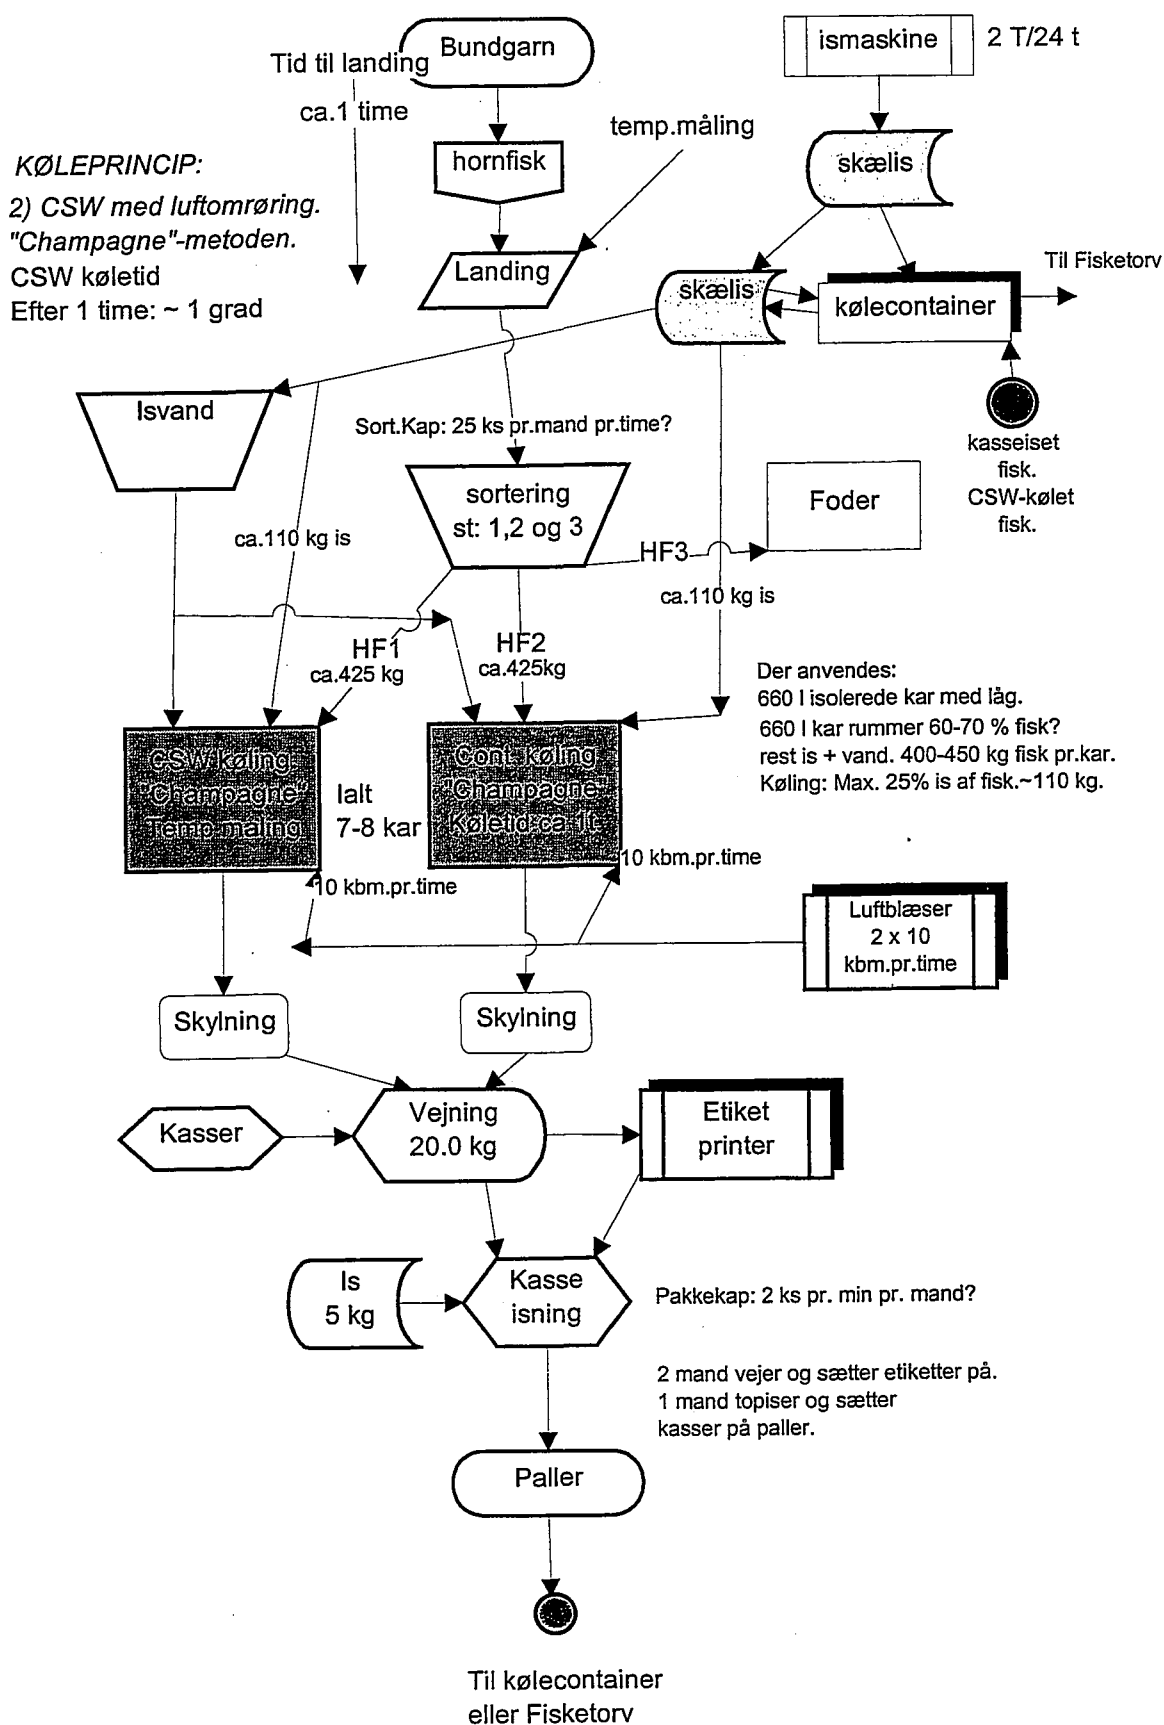 Bundgarn
ismaskine
2 T/24 t
Tid til landing
ca.1 time
temp.måling
hornfisk
skælis
KØLEPRINCIP:
2) CSW med luftomrøring.
"Champagne"-metoden.
CSW køletid
Efter 1 time: ~ 1 grad
Landing
skælis
kølecontainer
Til Fisketorv
Isvand
Sort.Kap: 25 ks pr.mand pr.time?
kasseiset
fisk.
CSW-kølet
fisk.
sortering
st: 1,2 og 3
Foder
ca.110 kg is
HF3
ca.110 kg is
HF1
ca.425 kg
HF2
ca.425kg
Der anvendes:
660 l isolerede kar med låg.
660 l kar rummer 60-70 % fisk?
rest is + vand. 400-450 kg fisk pr.kar.
Køling: Max. 25% is af fisk.~110 kg.
CSW køling
"Champagne"
Temp.måling
Ialt
7-8 kar
Cont. køling
"Champagne
Køletid ca 1t.
10 kbm.pr.time
10 kbm.pr.time
Luftblæser
2 x 10
kbm.pr.time
Skylning
Skylning
Kasser
Vejning
20.0 kg
Etiket
printer
Is
5 kg
Kasse
isning
Pakkekap: 2 ks pr. min pr. mand?
2 mand vejer og sætter etiketter på.
1 mand topiser og sætter
kasser på paller.
Paller
Til kølecontainer
eller Fisketorv